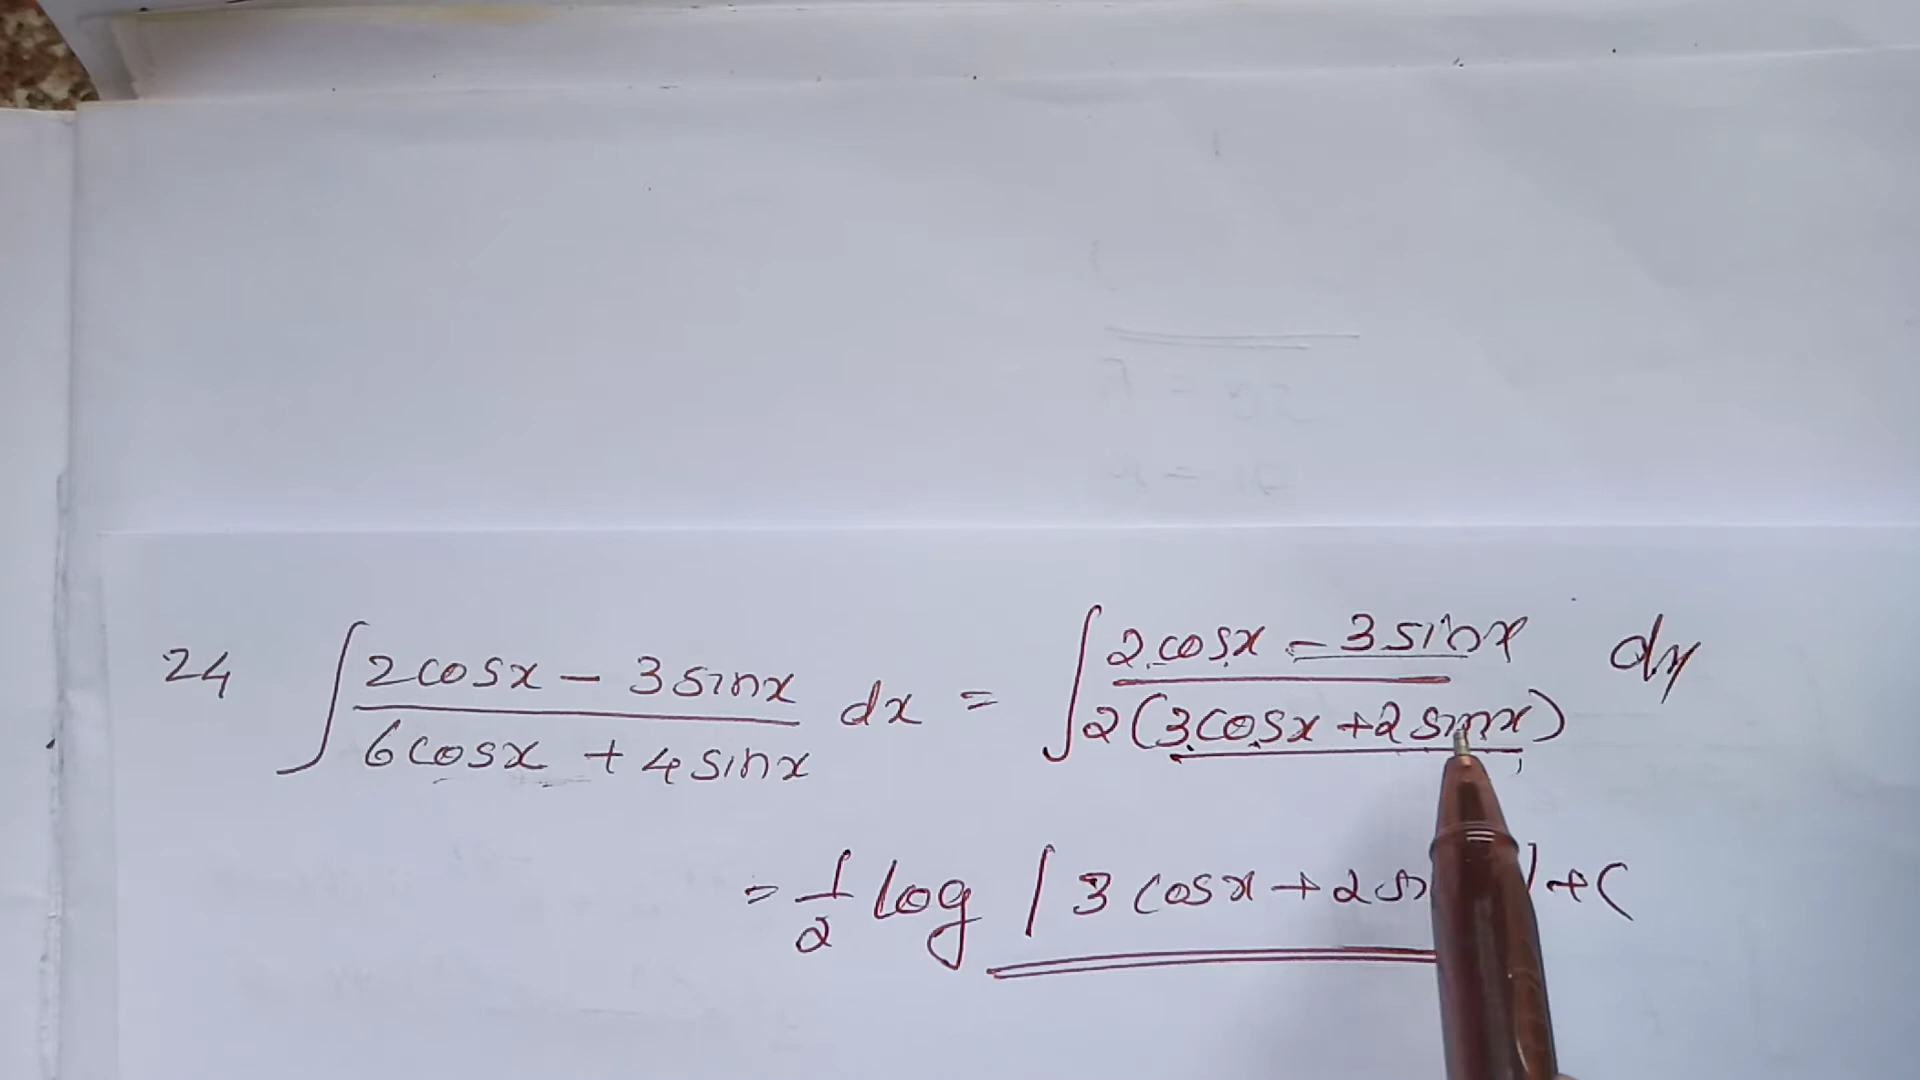 24 ∫ 2cosx − 3sinx / 6cosx + 4sinx dx = ∫ 2cosx − 3sinx / 2(3cosx + 2sinx) dx
= 1/2 log | 3cosx + 2 | + C